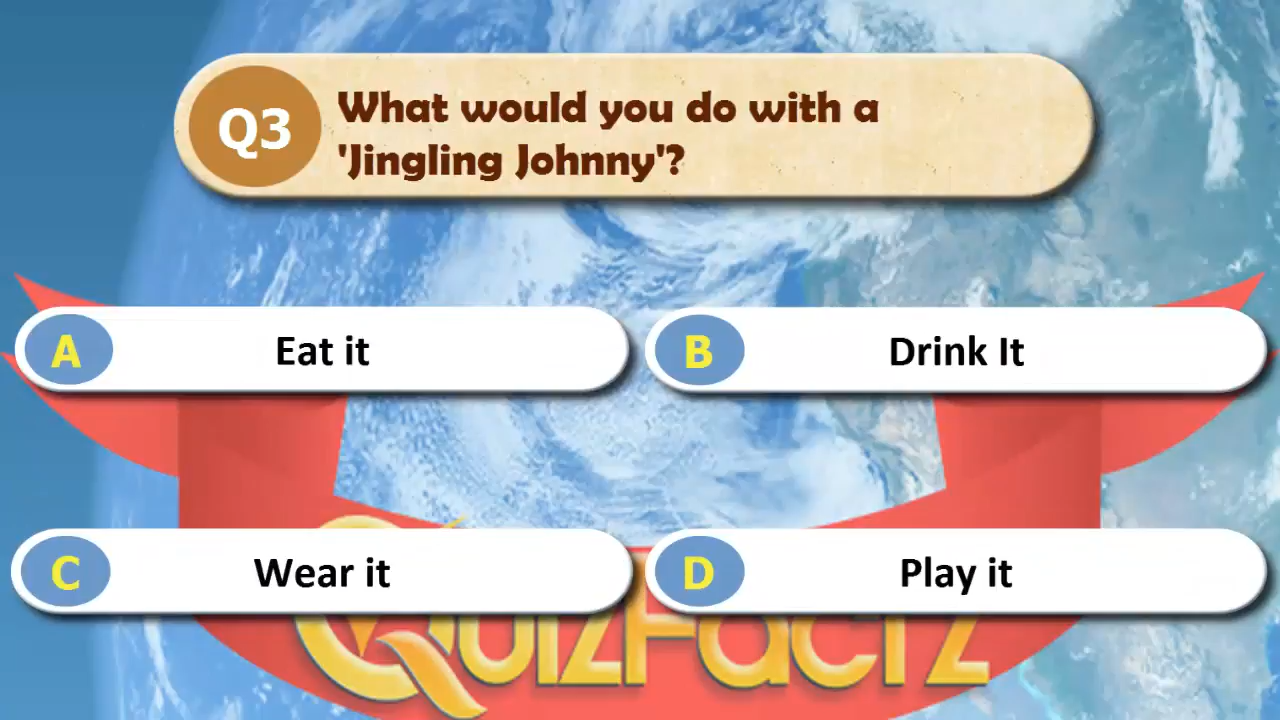 Q3
What would you do with a
'Jingling Johnny'?
A
Eat it
B
Drink It
C
Wear it
D
Play it
QuizFactz